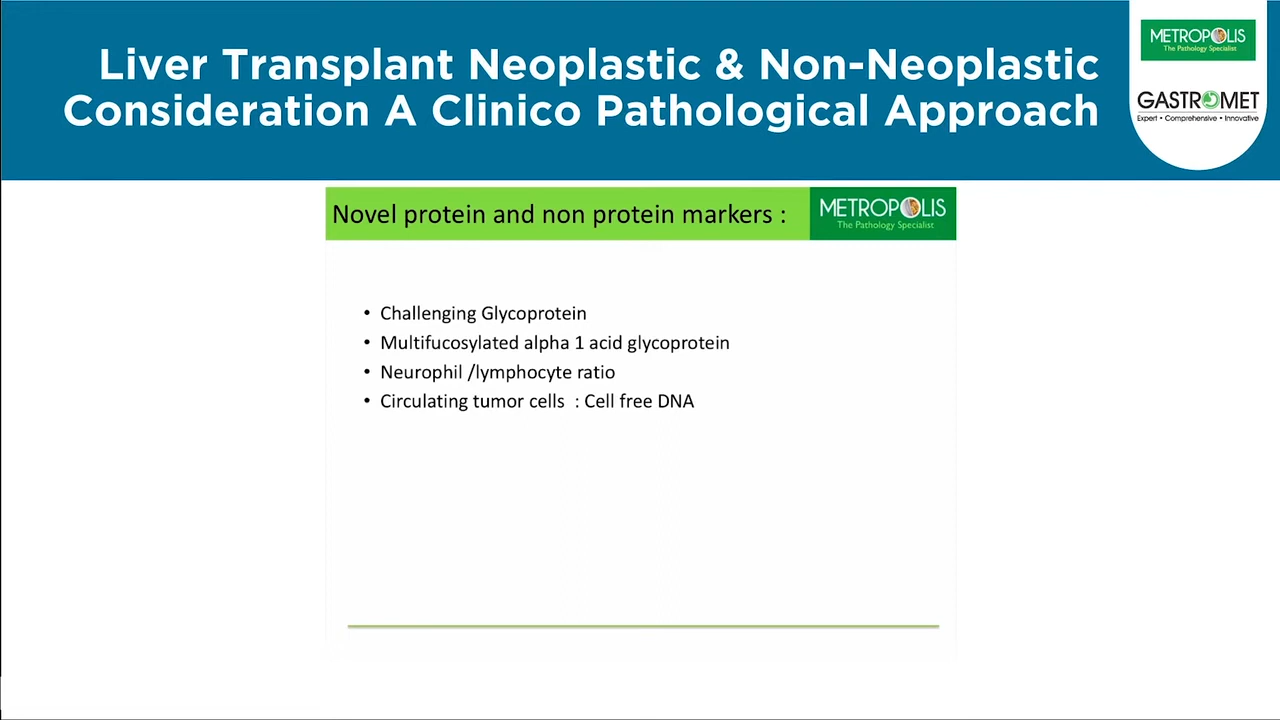 Liver Transplant Neoplastic & Non-Neoplastic
Consideration A Clinico Pathological Approach
METROPOLIS
The Pathology Specialist
GASTROMET
Expert • Comprehensive • Innovative
Novel protein and non protein markers :
METROPOLIS
The Pathology Specialist
• Challenging Glycoprotein
• Multifucosylated alpha 1 acid glycoprotein
• Neurophil /lymphocyte ratio
• Circulating tumor cells : Cell free DNA